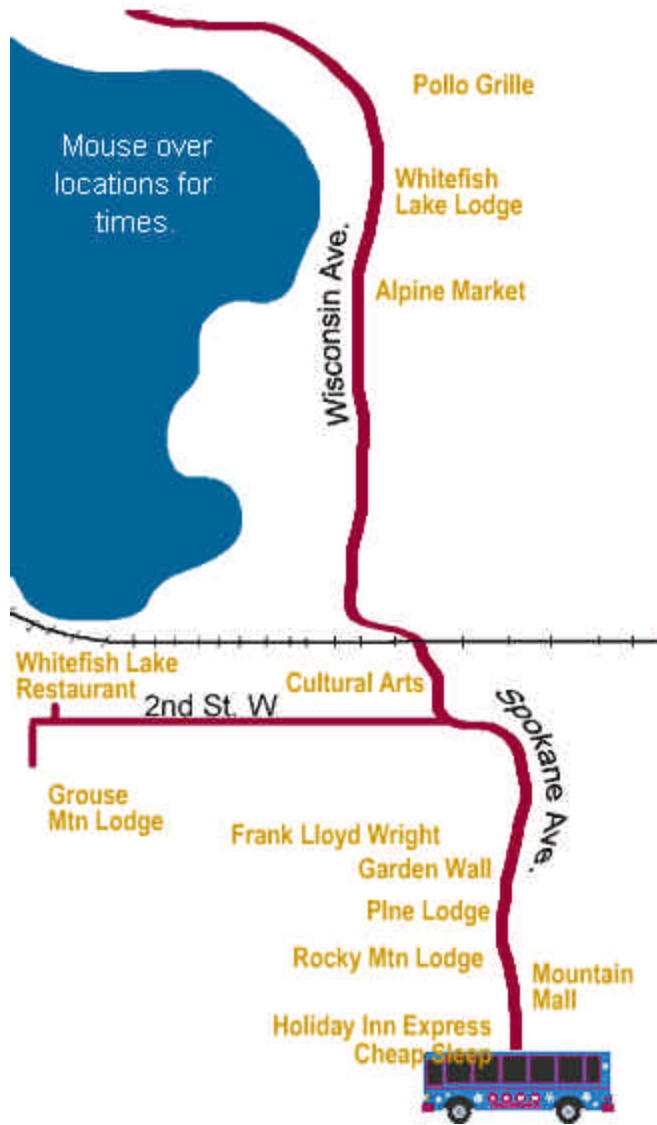 Pollo Grille
Mouse over
locations for
times.
Whitefish
Lake Lodge
Wisconsin Ave.
Alpine Market
Whitefish Lake
Restaurant
Cultural Arts
2nd St. W
Spokane Ave.
Grouse
Mtn Lodge
Frank Lloyd Wright
Garden Wall
PIne Lodge
Rocky Mtn Lodge
Mountain
Mall
Holiday Inn Express
Cheap Sleep